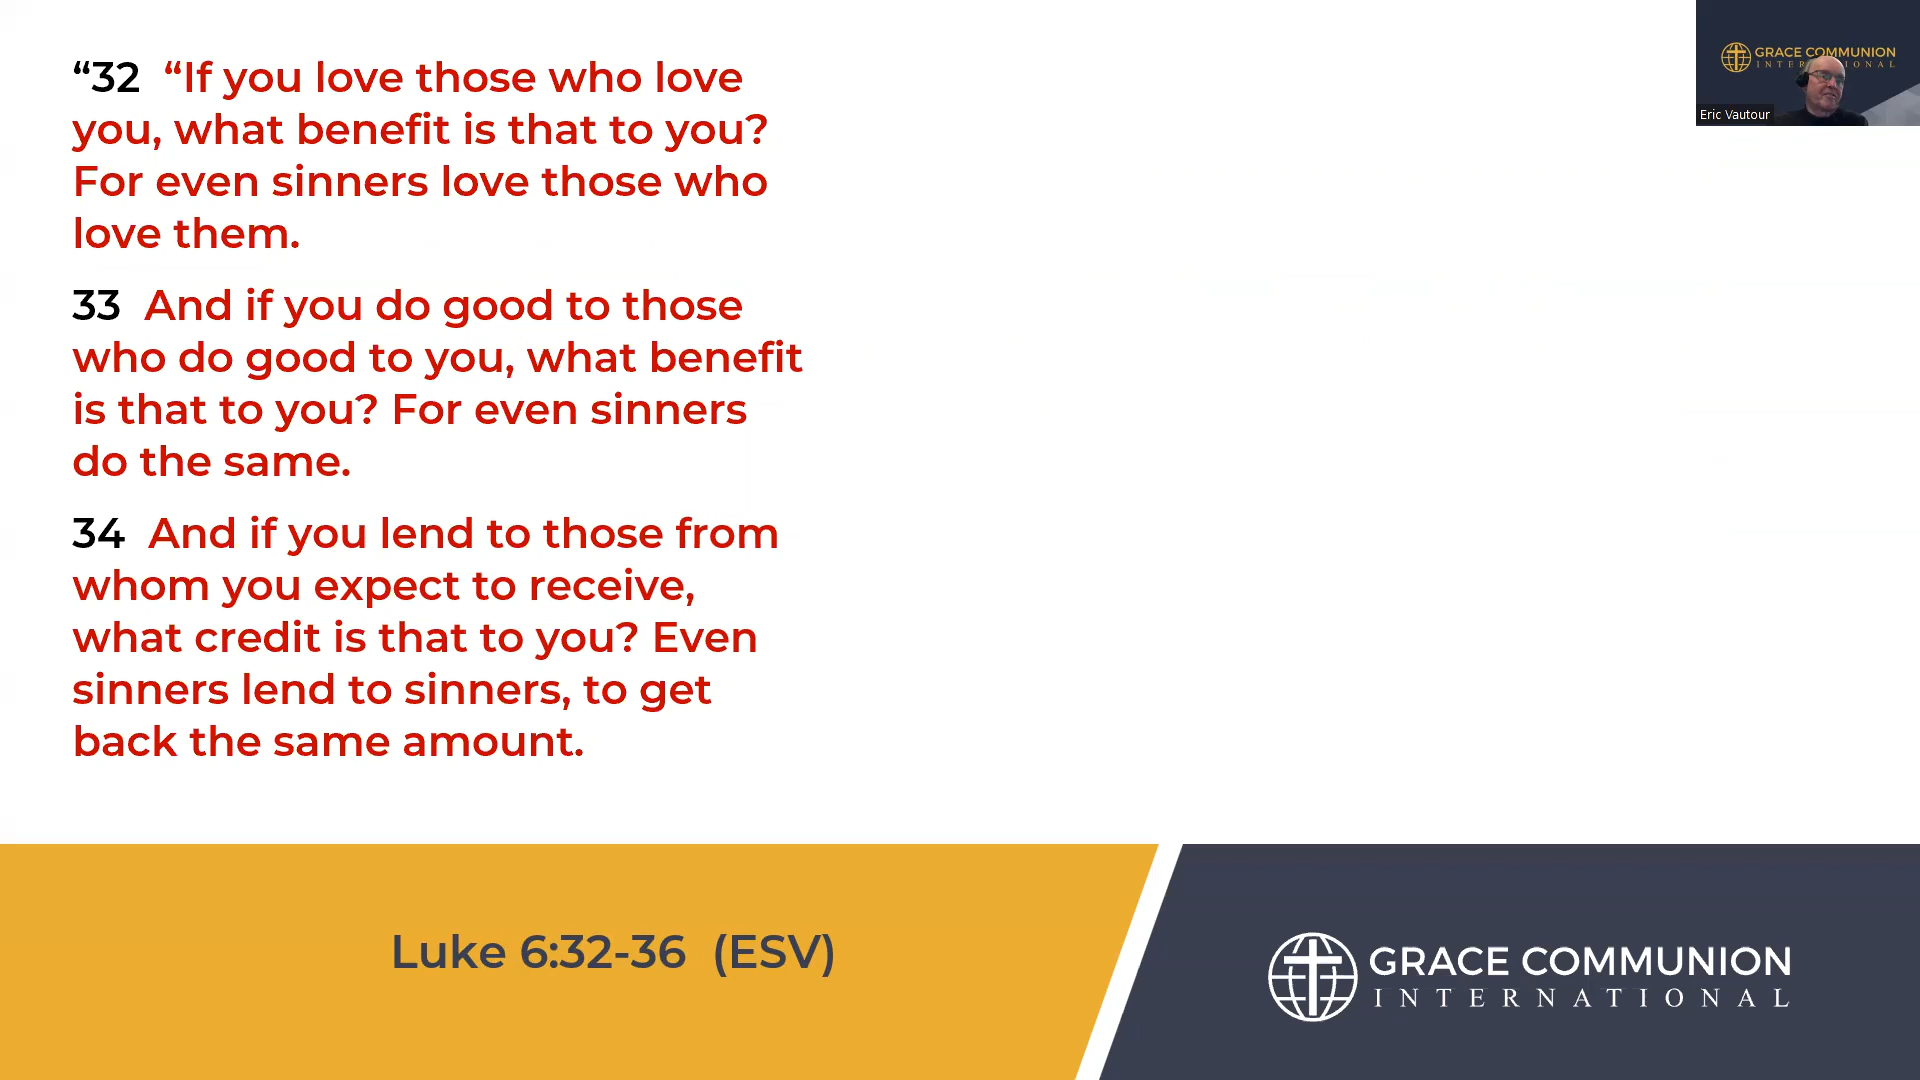 “32 “If you love those who love
you, what benefit is that to you?
For even sinners love those who
love them.
33 And if you do good to those
who do good to you, what benefit
is that to you? For even sinners
do the same.
34 And if you lend to those from
whom you expect to receive,
what credit is that to you? Even
sinners lend to sinners, to get
back the same amount.
GRACE COMMUNION
INTERNATIONAL
Eric Vautour
Luke 6:32-36 (ESV)
GRACE COMMUNION
INTERNATIONAL